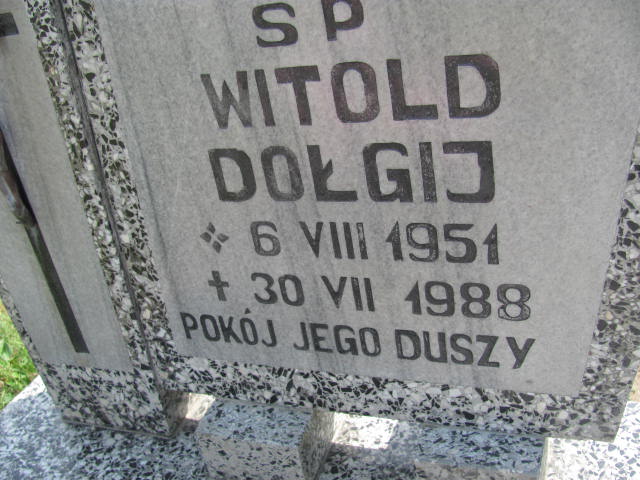 SP
WITOLD
DOŁGIJ
6 VIII 1951
✝ 30 VII 1988
POKÓJ JEGO DUSZY